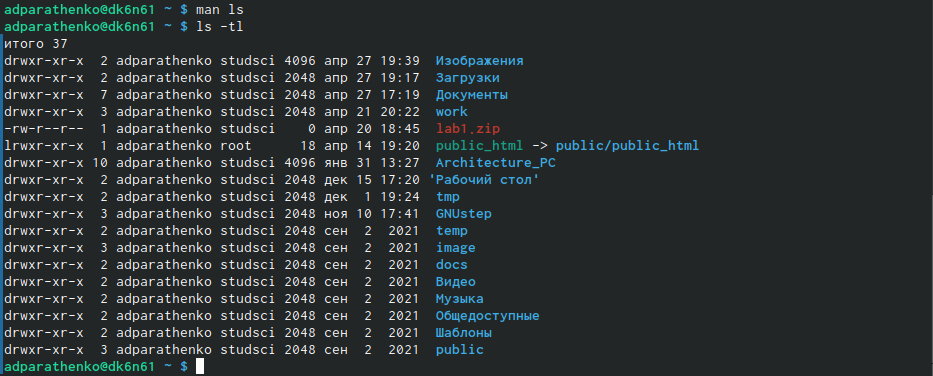 adparathenko@dk6n61 ~ $ man ls
adparathenko@dk6n61 ~ $ ls -tl
итого 37
drwxr-xr-x  2 adparathenko studsci 4096 апр 27 19:39  Изображения
drwxr-xr-x  2 adparathenko studsci 2048 апр 27 19:17  Загрузки
drwxr-xr-x  7 adparathenko studsci 2048 апр 27 17:19  Документы
drwxr-xr-x  3 adparathenko studsci 2048 апр 21 20:22  work
-rw-r--r--  1 adparathenko studsci    0 апр 20 18:45  lab1.zip
lrwxr-xr-x  1 adparathenko root      18 апр 14 19:20  public_html -> public/public_html
drwxr-xr-x 10 adparathenko studsci 4096 янв 31 13:27  Architecture_PC
drwxr-xr-x  2 adparathenko studsci 2048 дек 15 17:20 'Рабочий стол'
drwxr-xr-x  2 adparathenko studsci 2048 дек  1 19:24  tmp
drwxr-xr-x  3 adparathenko studsci 2048 ноя 10 17:41  GNUstep
drwxr-xr-x  2 adparathenko studsci 2048 сен  2  2021  temp
drwxr-xr-x  3 adparathenko studsci 2048 сен  2  2021  image
drwxr-xr-x  2 adparathenko studsci 2048 сен  2  2021  docs
drwxr-xr-x  2 adparathenko studsci 2048 сен  2  2021  Видео
drwxr-xr-x  2 adparathenko studsci 2048 сен  2  2021  Музыка
drwxr-xr-x  2 adparathenko studsci 2048 сен  2  2021  Общедоступные
drwxr-xr-x  2 adparathenko studsci 2048 сен  2  2021  Шаблоны
drwxr-xr-x  3 adparathenko studsci 2048 сен  2  2021  public
adparathenko@dk6n61 ~ $